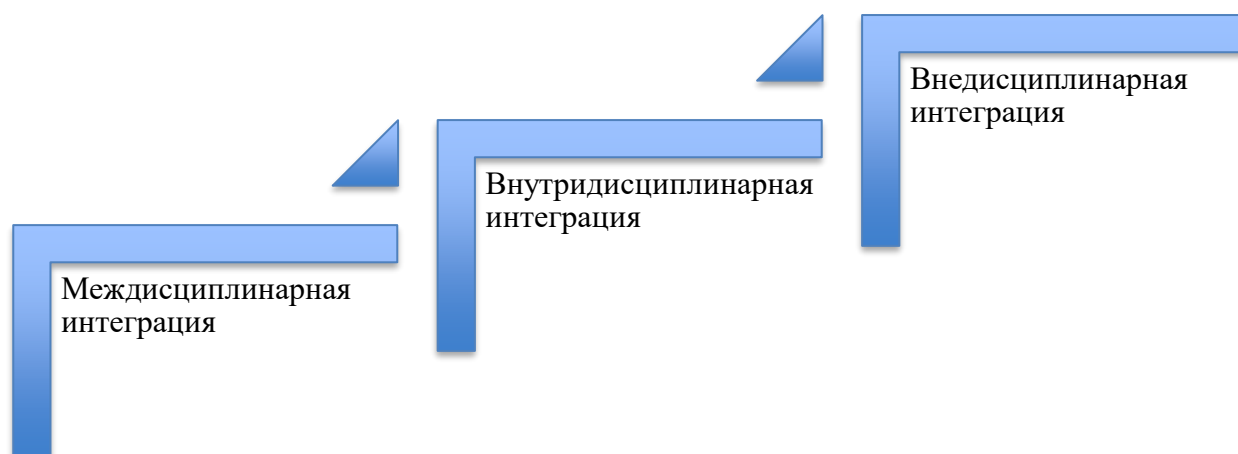 Внедисциплинарная
интеграция
Внутридисциплинарная
интеграция
Междисциплинарная
интеграция